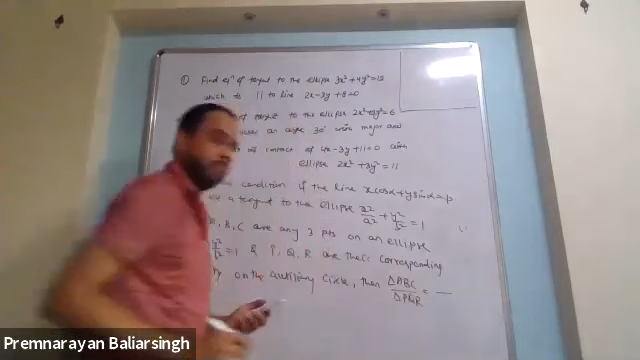 ① Find eqⁿ of tangent to the ellipse 3x² + 4y² = 12
which is || to line 2x - 3y + 8 = 0
of tangent to the ellipse 2x² + 3y² = 6
an angle 30° with major axis
contact of 4x - 3y + 11 = 0 with
ellipse 2x² + 3y² = 11
condition if the line x cosα + y sinα = p
a tangent to the ellipse x²/a² + y²/b² = 1
B, C are any 3 pts on an ellipse
y²/b² = 1 & P, Q, R are their corresponding
on the auxiliary circle, then ΔABC/ΔPQR = —
Premnarayan Baliarsingh